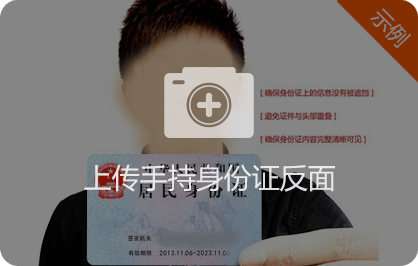 示例
[ 确保身份证上的信息没有被遮挡 ]
[ 避免证件与头部重叠 ]
[ 确保身份证内容完整清晰可见 ]
上传手持身份证反面
居民身份证
签发机关
有效期限 2013.11.06-2023.11.0